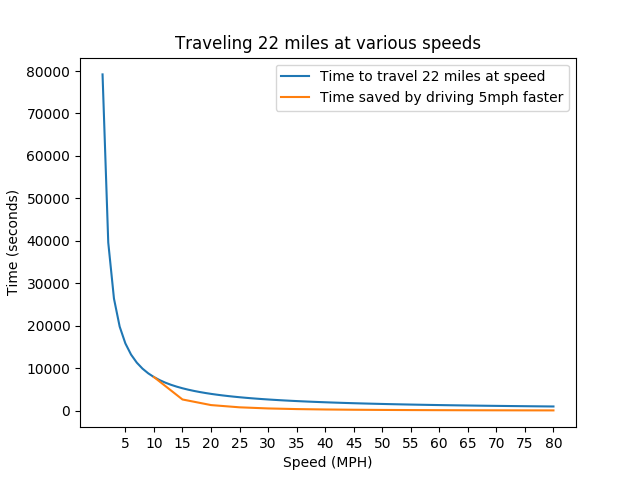 Traveling 22 miles at various speeds
Time to travel 22 miles at speed
Time saved by driving 5mph faster
80000
70000
60000
50000
40000
30000
20000
10000
0
Time (seconds)
5 10 15 20 25 30 35 40 45 50 55 60 65 70 75 80
Speed (MPH)